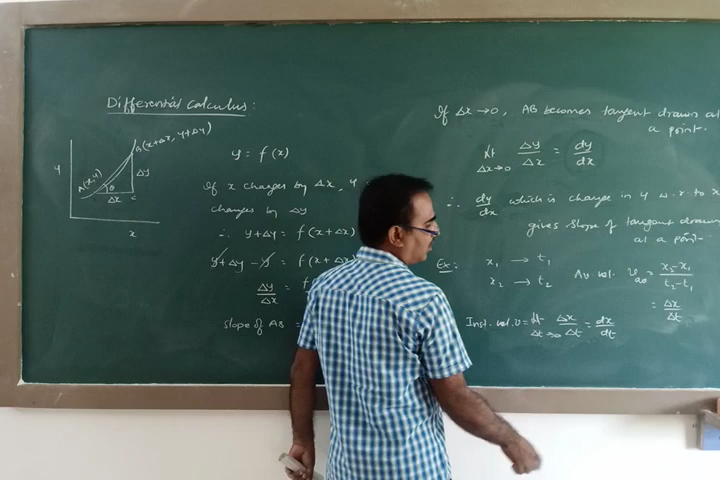 Differential calculus:
B(x+Δx, y+Δy)
y
A(x,y)
θ
Δy
Δx
c
x
y = f(x)
If x changes by Δx, y
changes by Δy
∴ y+Δy = f(x+Δx)
y+Δy-y = f(x+Δx)
Δy/Δx = f
Slope of AB =
If Δx→0, AB becomes tangent drawn at
a point.
lt Δx→0 Δy/Δx = dy/dx
∴ dy/dx which is change in y w.r.to x
gives slope of tangent drawn
at a point.
Ex: x₁ → t₁
x₂ → t₂
Av vel. vₐᵥ = x₂-x₁/t₂-t₁
= Δx/Δt
Inst. vel. v = lt Δt→0 Δx/Δt = dx/dt